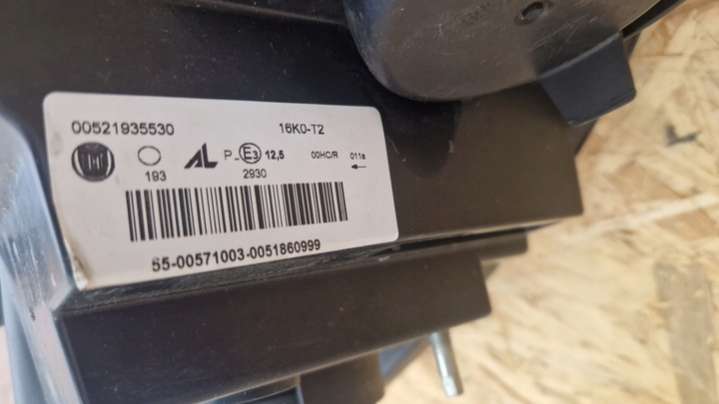 00521935530 16K0-T2
AL P- E3 12,5 00HC/R 011a
193 2930
55-00571003-0051860999